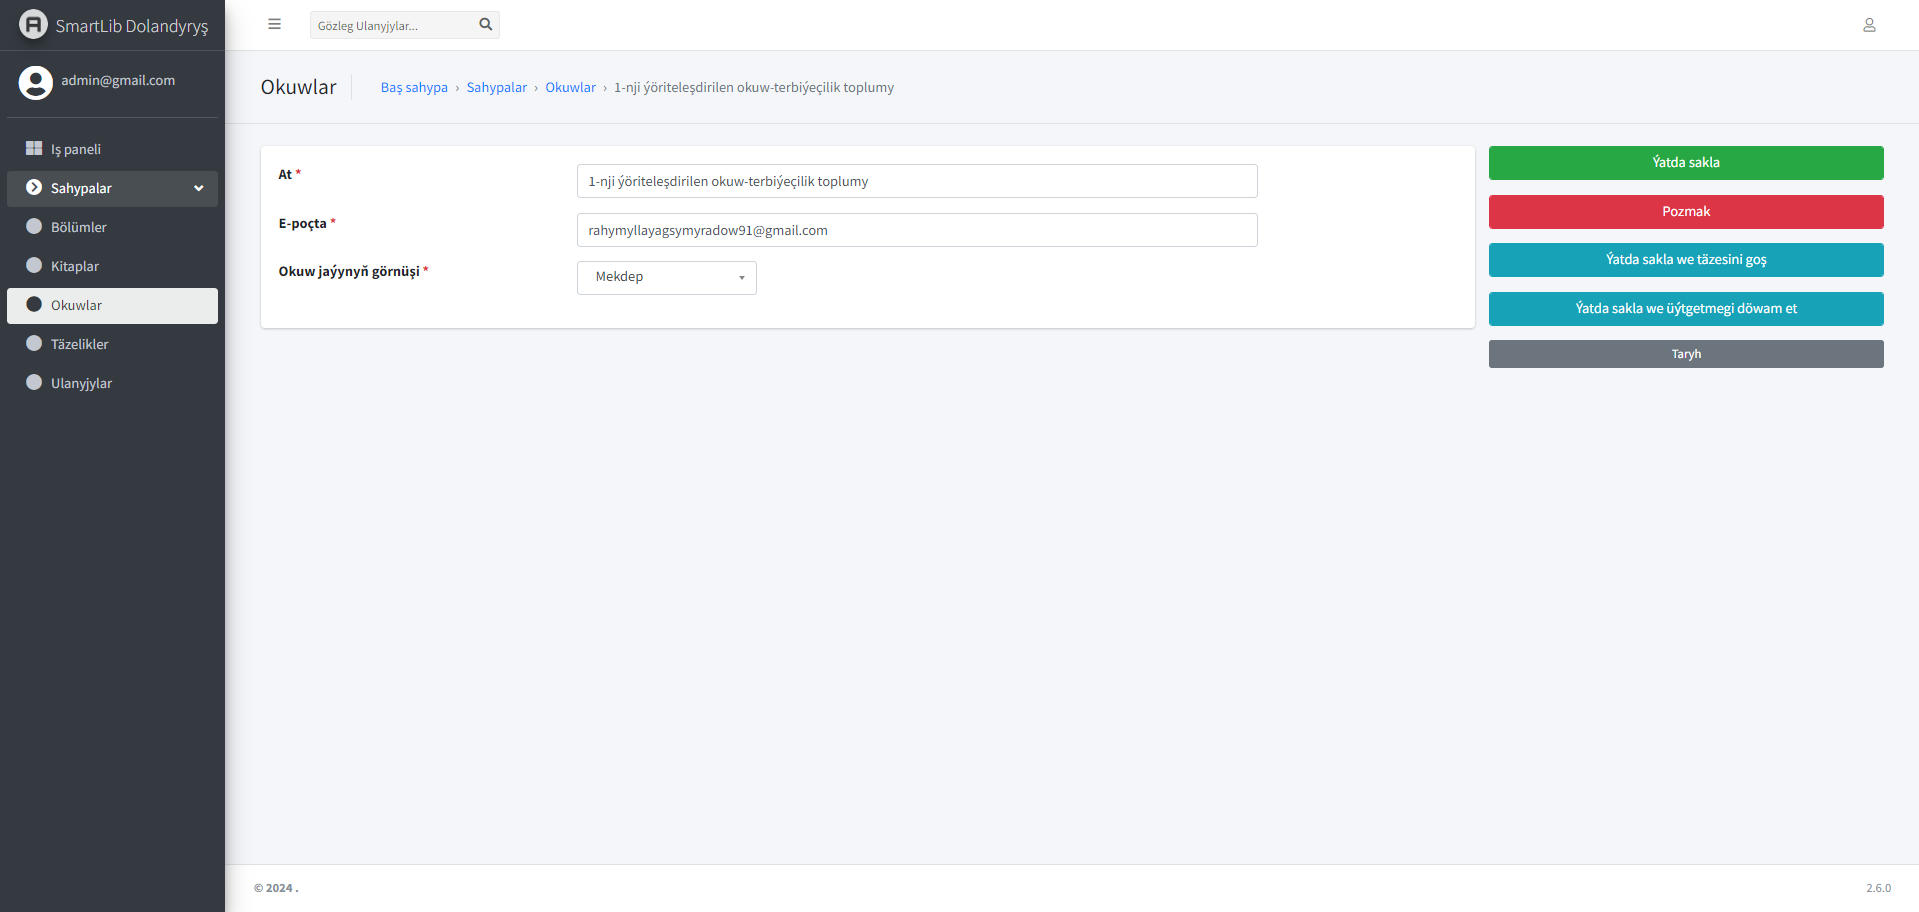 SmartLib Dolandyryş
Gözleg Ulanyjylar...
admin@gmail.com
Iş paneli
Sahypalar
Bölümler
Kitaplar
Okuwlar
Täzelikler
Ulanyjylar
Okuwlar
Baş sahypa › Sahypalar › Okuwlar › 1-nji ýöriteleşdirilen okuw-terbiýeçilik toplumy
At *
1-nji ýöriteleşdirilen okuw-terbiýeçilik toplumy
E-poçta *
rahymyllayagsymyradow91@gmail.com
Okuw jaýynyň görnüşi *
Mekdep
Ýatda sakla
Pozmak
Ýatda sakla we täzesini goş
Ýatda sakla we üýtgetmegi döwam et
Taryh
© 2024 .
2.6.0